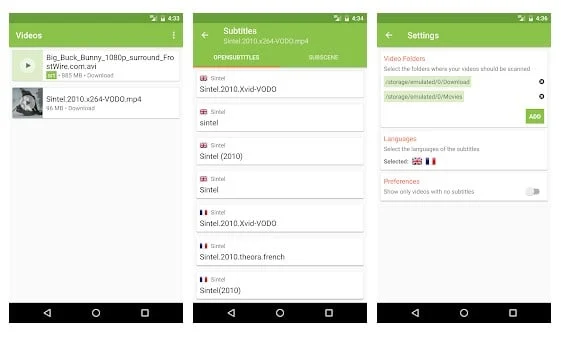 4:33
Videos
Big_Buck_Bunny_1080p_surround_Fro
stWire.com.avi
srt • 885 MB • Download
Sintel.2010.x264-VODO.mp4
96 MB • Download
4:34
Subtitles
Sintel.2010.x264-VODO.mp4
OPENSUBTITLES SUBSCENE
Sintel
Sintel.2010.Xvid-VODO
Sintel
sintel
Sintel
Sintel (2010)
Sintel
Sintel
Sintel
Sintel.2010.Xvid-VODO
Sintel
Sintel.2010.theora.french
Sintel
Sintel(2010)
4:36
Settings
Video Folders
Select the folders where your videos should be scanned
/storage/emulated/0/Download
/storage/emulated/0/Movies
ADD
Languages
Select the languages of the subtitles
Selected:
Preferences
Show only videos with no subtitles